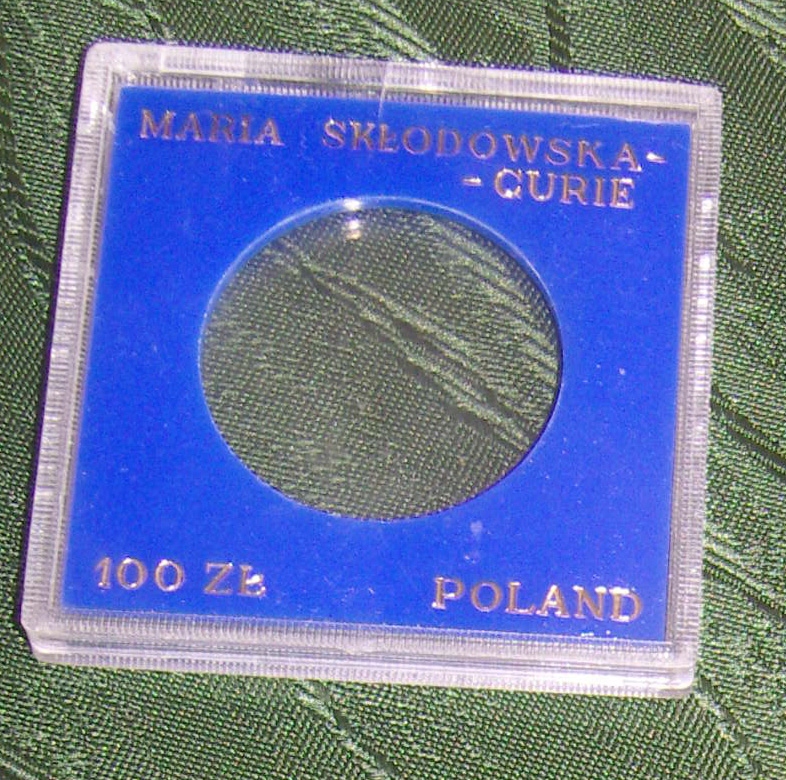 MARIA SKŁODOWSKA-
-CURIE
100 ZŁ
POLAND